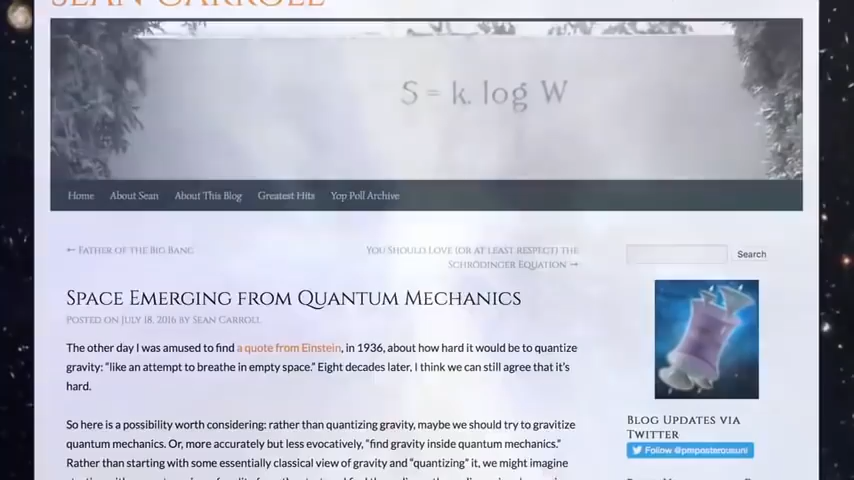 SEAN CARROLL
S = k. log W
Home About Sean About This Blog Greatest Hits Yop Poll Archive
← Father of the Big Bang
You Should Love (or at least respect) the
Schrödinger Equation →
Search
Space Emerging from Quantum Mechanics
Posted on July 18, 2016 by Sean Carroll
The other day I was amused to find a quote from Einstein, in 1936, about how hard it would be to quantize
gravity: “like an attempt to breathe in empty space.” Eight decades later, I think we can still agree that it’s
hard.
Blog Updates via
Twitter
Follow @preposterousuni
So here is a possibility worth considering: rather than quantizing gravity, maybe we should try to gravitize
quantum mechanics. Or, more accurately but less evocatively, “find gravity inside quantum mechanics.”
Rather than starting with some essentially classical view of gravity and “quantizing” it, we might imagine